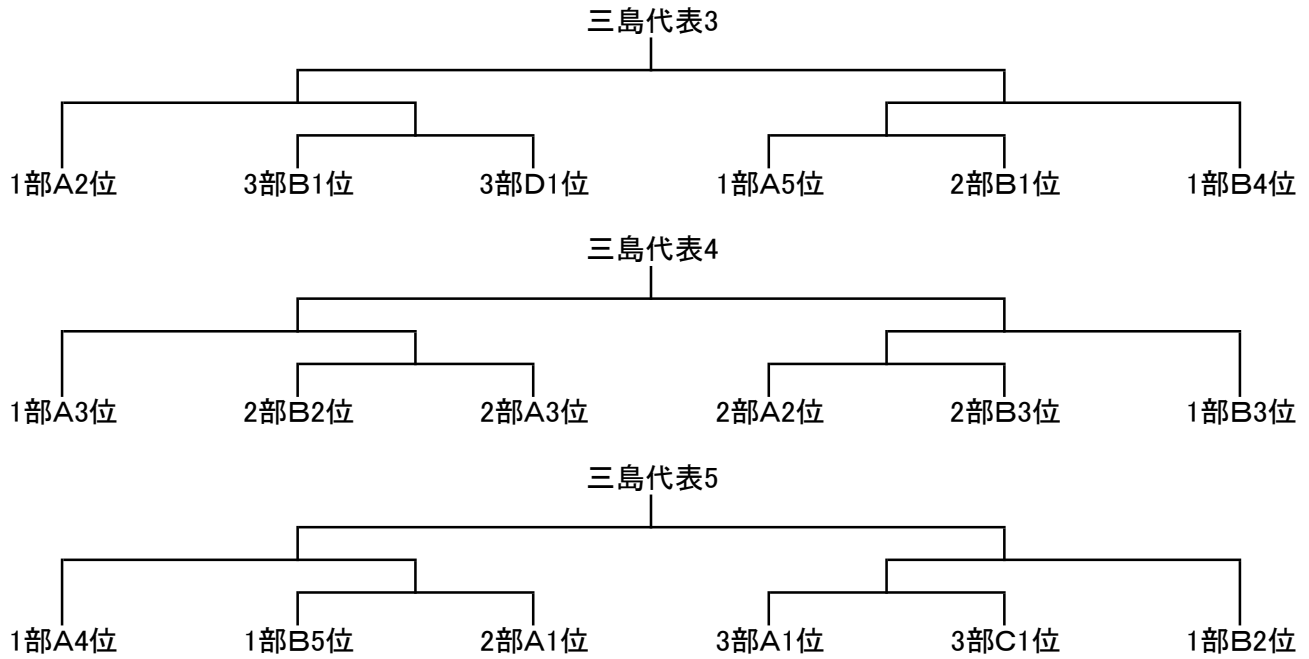 三島代表3
1部A2位 3部B1位 3部D1位 1部A5位 2部B1位 1部B4位
三島代表4
1部A3位 2部B2位 2部A3位 2部A2位 2部B3位 1部B3位
三島代表5
1部A4位 1部B5位 2部A1位 3部A1位 3部C1位 1部B2位